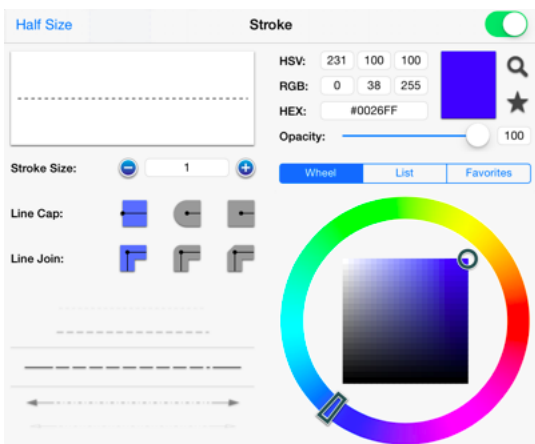 Half Size
Stroke
HSV: 231 100 100
RGB: 0 38 255
HEX: #0026FF
Opacity: 100
Stroke Size: 1
Wheel List Favorites
Line Cap:
Line Join: